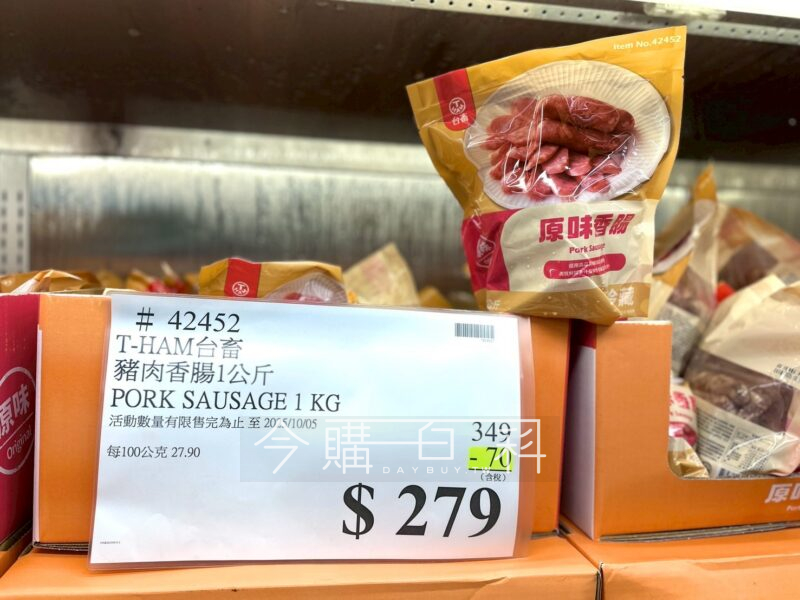 Item No.42452
台畜
原味香腸
Pork Sausage
冷藏
# 42452
T-HAM台畜
豬肉香腸1公斤
PORK SAUSAGE 1 KG
活動數量有限售完為止 至 2025/10/05
每100公克 27.90
349
- 70
(含稅)
$ 279
今購百科
DAYBUY.TW
原味
Original
原味